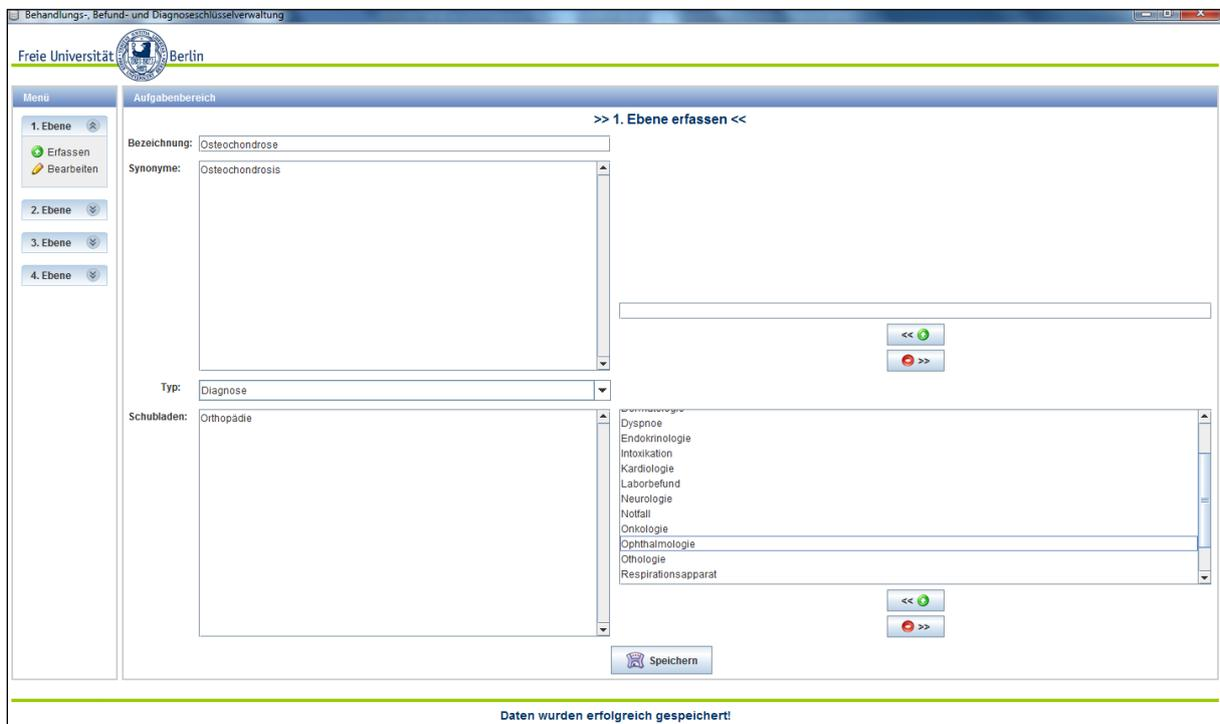 Behandlungs-, Befund- und Diagnoseschlüsselverwaltung
Freie Universität Berlin
Menü
Aufgabenbereich
1. Ebene
Erfassen
Bearbeiten
2. Ebene
3. Ebene
4. Ebene
>> 1. Ebene erfassen <<
Bezeichnung: Osteochondrose
Synonyme: Osteochondrosis
<<
>>
Typ: Diagnose
Schubladen: Orthopädie
Dermatologie
Dyspnoe
Endokrinologie
Intoxikation
Kardiologie
Laborbefund
Neurologie
Notfall
Onkologie
Ophthalmologie
Othologie
Respirationsapparat
<<
>>
Speichern
Daten wurden erfolgreich gespeichert!